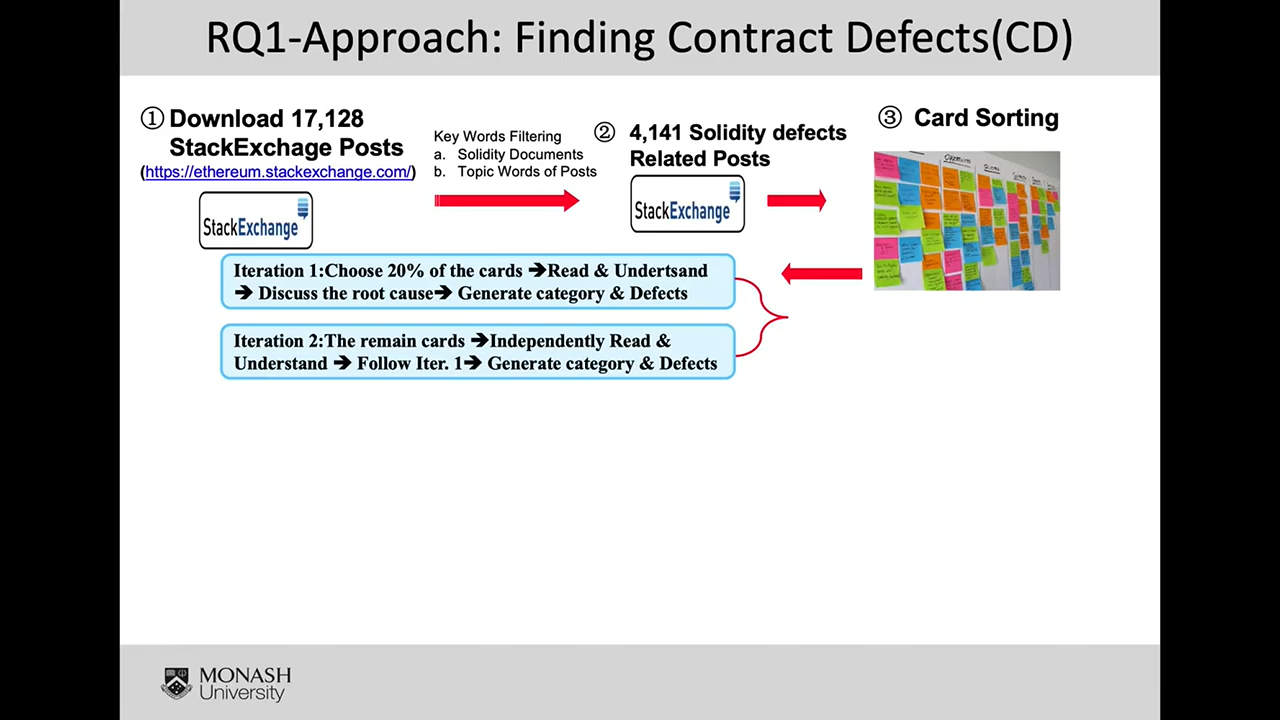 RQ1-Approach: Finding Contract Defects(CD)
① Download 17,128
StackExchage Posts
(https://ethereum.stackexchange.com/)
StackExchange
Key Words Filtering
a. Solidity Documents
b. Topic Words of Posts
② 4,141 Solidity defects
Related Posts
StackExchange
③ Card Sorting
Iteration 1:Choose 20% of the cards ➔Read & Undertsand
➔ Discuss the root cause➔ Generate category & Defects
Iteration 2:The remain cards ➔Independently Read &
Understand ➔ Follow Iter. 1➔ Generate category & Defects
MONASH
University